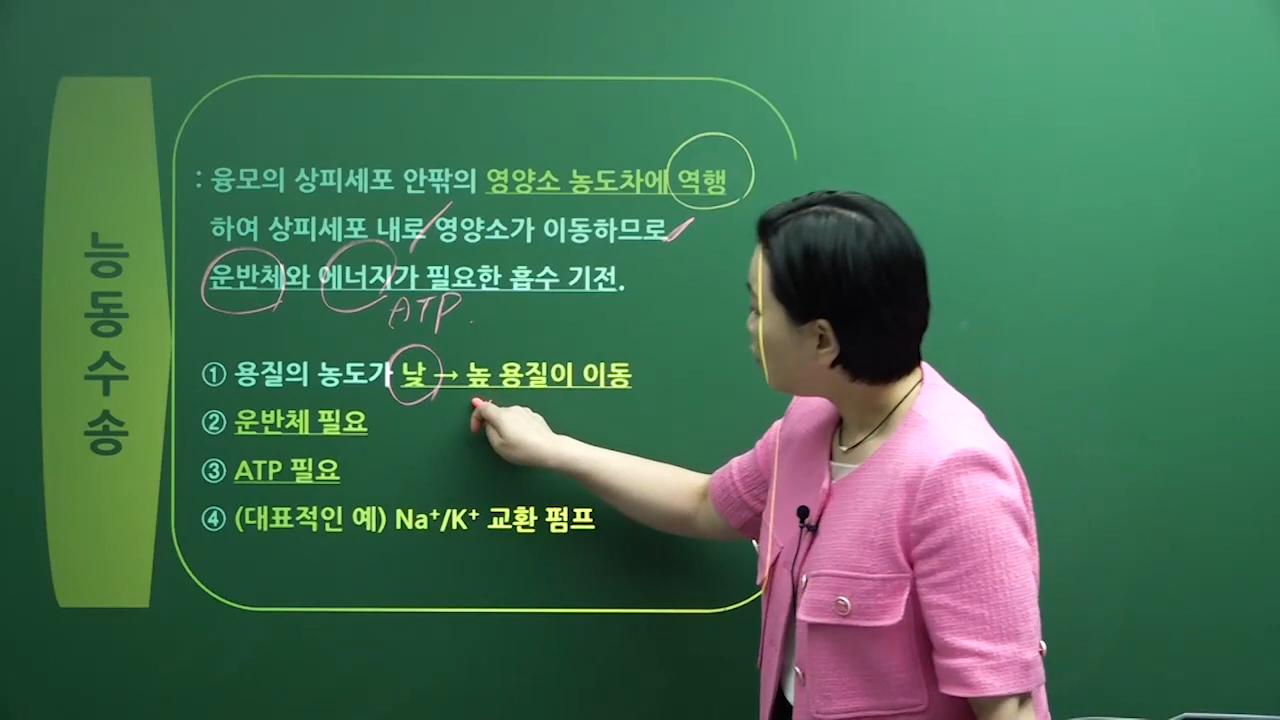 능동수송
: 융모의 상피세포 안팎의 영양소 농도차에 역행
하여 상피세포 내로 영양소가 이동하므로
운반체와 에너지가 필요한 흡수 기전.
ATP.
① 용질의 농도가 낮 → 높 용질이 이동
② 운반체 필요
③ ATP 필요
④ (대표적인 예) Na⁺/K⁺ 교환 펌프